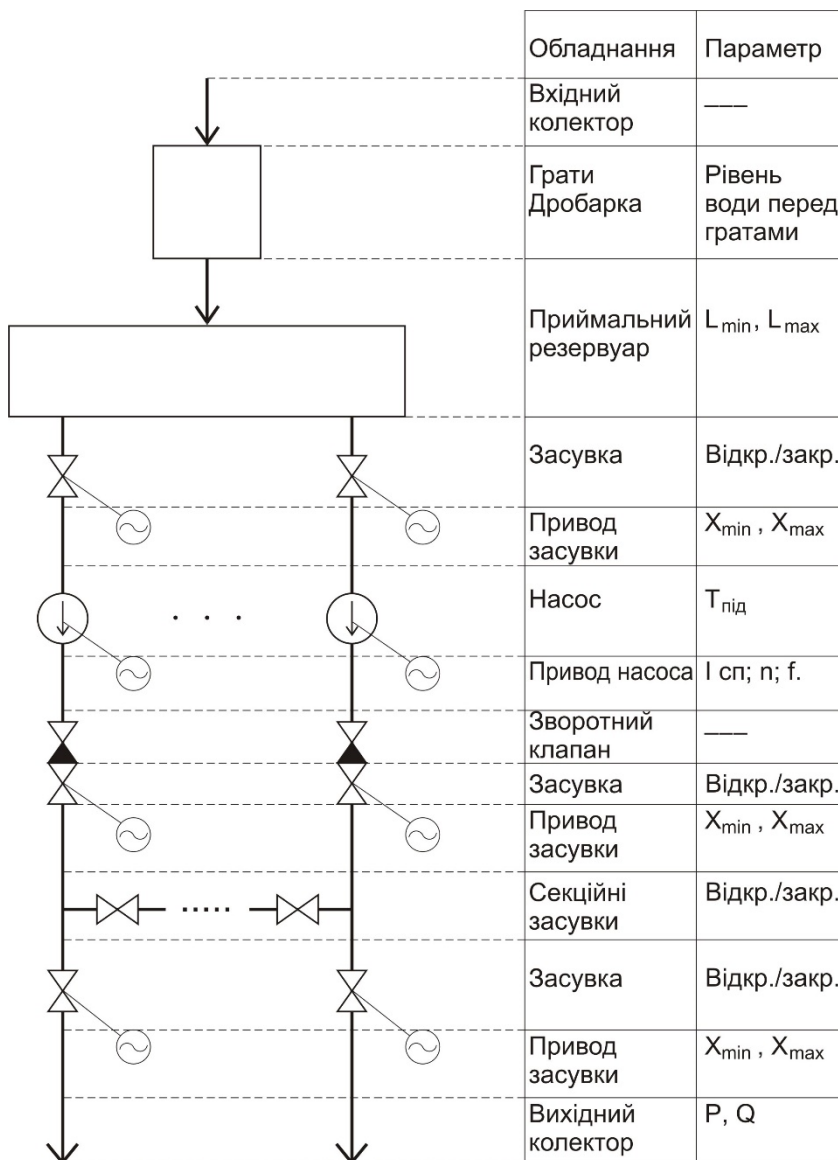 Обладнання Параметр
Вхідний
колектор ___
Грати Рівень
Дробарка води перед
гратами
Приймальний L min, L max
резервуар
Засувка Відкр./закр.
Привод X min , X max
засувки
Насос T під
. . .
Привод насоса I сп; n; f.
Зворотний
клапан ___
Засувка Відкр./закр.
Привод X min , X max
засувки
Секційні Відкр./закр.
засувки
Засувка Відкр./закр.
Привод X min , X max
засувки
Вихідний P, Q
колектор